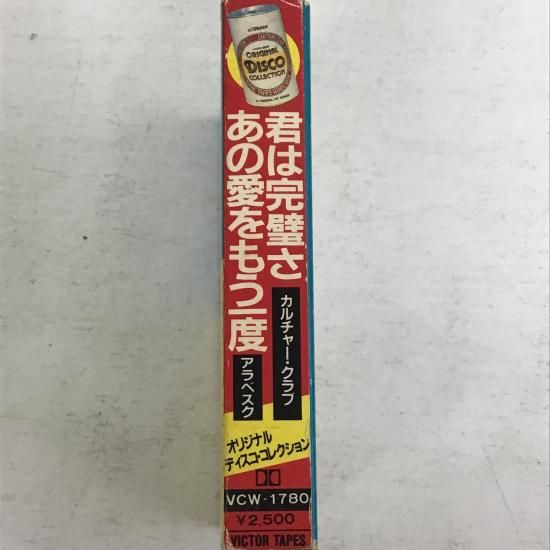 ORIGINAL
DISCO
COLLECTION
君は完璧さ
カルチャー・クラブ
あの愛をもう一度
アラベスク
オリジナル
ディスコ・コレクション
VCW-1780
¥2,500
VICTOR TAPES